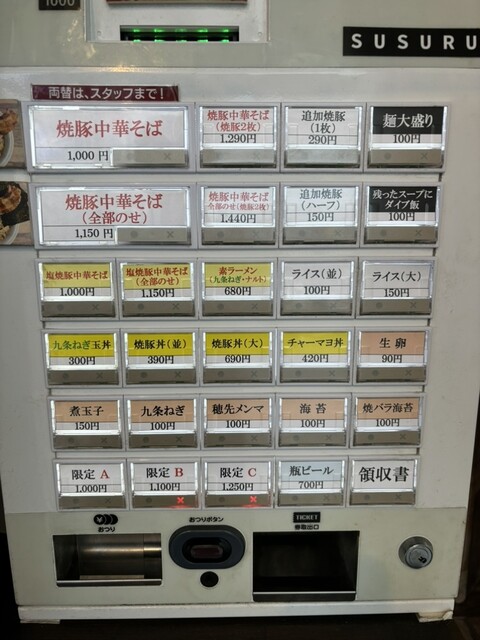 1000
SUSURU
両替は、スタッフまで！
焼豚中華そば
1,000 円
焼豚中華そば
(焼豚2枚)
1,290円
追加焼豚
(1枚)
290円
麺大盛り
100円
焼豚中華そば
(全部のせ)
1,150 円
焼豚中華そば
全部のせ(焼豚2枚)
1,440円
追加焼豚
(ハーフ)
150円
残ったスープに
ダイブ飯
100円
塩焼豚中華そば
1,000円
塩焼豚中華そば
(全部のせ)
1,150円
素ラーメン
(九条ねぎ・ナルト)
680円
ライス(並)
100円
ライス(大)
150円
九条ねぎ玉丼
300円
焼豚丼(並)
390円
焼豚丼(大)
690円
チャーマヨ丼
420円
生卵
90円
煮玉子
150円
九条ねぎ
100円
穂先メンマ
100円
海苔
100円
焼バラ海苔
100円
限定 A
1,000円
限定 B
1,100円
限定 C
1,250円
瓶ビール
700円
領収書
おつり
おつりボタン
TICKET
券取出口